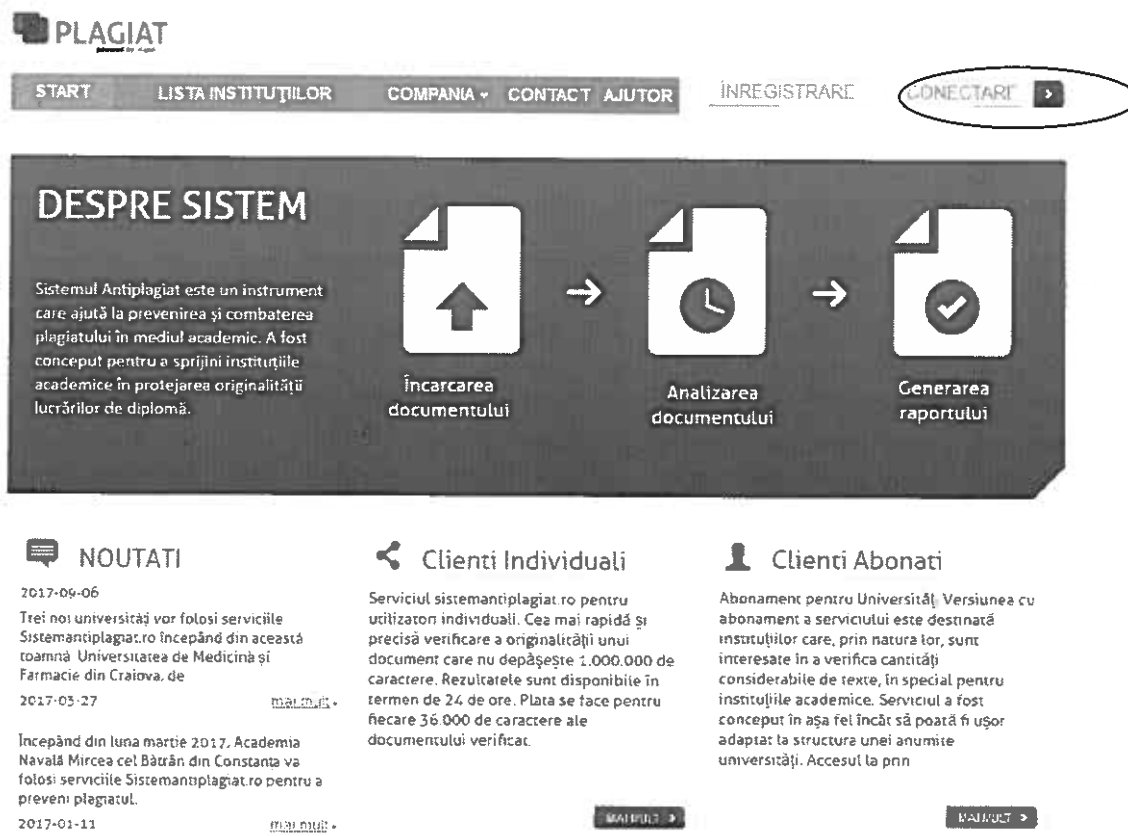 PLAGIAT
START LISTA INSTITUȚIILOR COMPANIA CONTACT AJUTOR ÎNREGISTRARE CONECTARE
DESPRE SISTEM
Sistemul Antiplagiat este un instrument
care ajută la prevenirea și combaterea
plagiatului în mediul academic. A fost
conceput pentru a sprijini instituțiile
academice în protejarea originalității
lucrărilor de diplomă.
Încarcarea
documentului
Analizarea
documentului
Generarea
raportului
NOUTATI
2017-09-06
Trei noi universități vor folosi serviciile
Sistemantiplagiat.ro începând din această
toamnă Universitatea de Medicină și
Farmacie din Craiova, de
2017-03-27 mai mult
Începând din luna martie 2017, Academia
Navală Mircea cel Bătrân din Constanta va
folosi serviciile Sistemantiplagiat.ro pentru a
preveni plagiatul.
2017-01-11 mai mult
Clienti Individuali
Serviciul sistemantiplagiat.ro pentru
utilizatori individuali. Cea mai rapidă și
precisă verificare a originalității unui
document care nu depășește 1.000.000 de
caractere. Rezultatele sunt disponibile în
termen de 24 de ore. Plata se face pentru
fiecare 36 000 de caractere ale
documentului verificat.
MAI MULT
Clienti Abonati
Abonament pentru Universități. Versiunea cu
abonament a serviciului este destinată
instituțiilor care, prin natura lor, sunt
interesate în a verifica cantități
considerabile de texte, în special pentru
instituțiile academice. Serviciul a fost
conceput în așa fel încât să poată fi ușor
adaptat la structura unei anumite
universități. Accesul la prin
MAI MULT